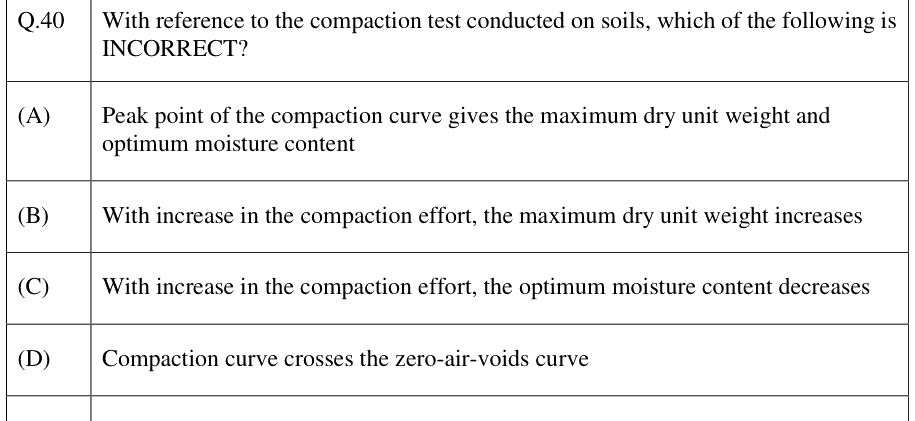 Q.40 With reference to the compaction test conducted on soils, which of the following is
INCORRECT?
(A) Peak point of the compaction curve gives the maximum dry unit weight and
optimum moisture content
(B) With increase in the compaction effort, the maximum dry unit weight increases
(C) With increase in the compaction effort, the optimum moisture content decreases
(D) Compaction curve crosses the zero-air-voids curve